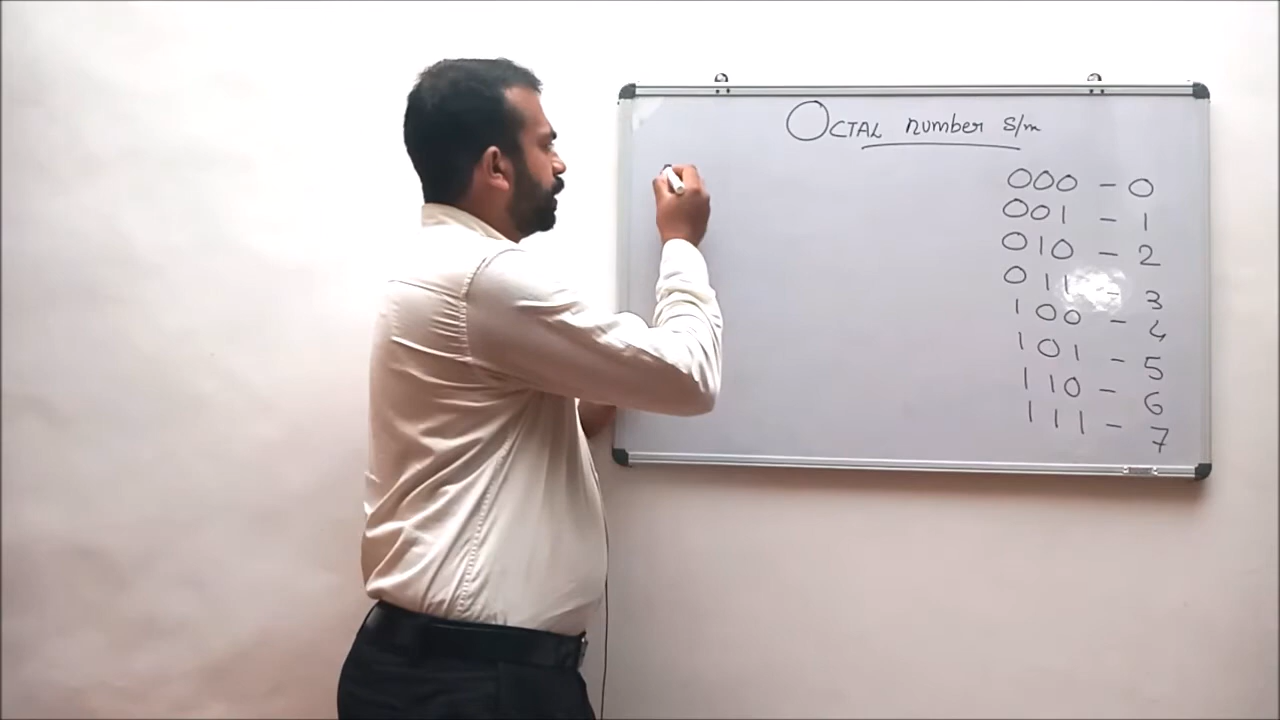 OCTAL number s/m
000 - 0
001 - 1
010 - 2
011 - 3
100 - 4
101 - 5
110 - 6
111 - 7